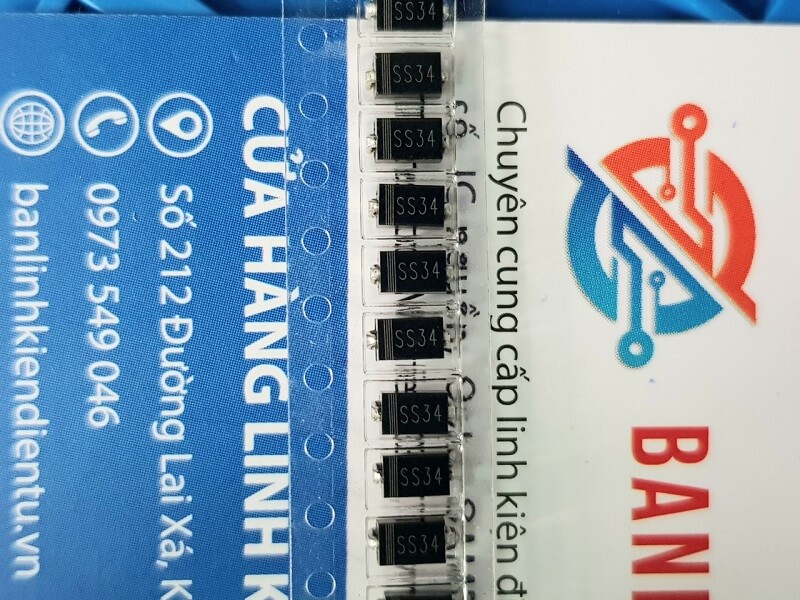 BAN
Chuyên cung cấp linh kiện đ
CỬA HÀNG LINH K
Số 212 Đường Lai Xá, K
0973 549 046
banlinhkiendientu.vn
SS34
SS34
SS34
SS34
SS34
SS34
SS34
SS34
SS34